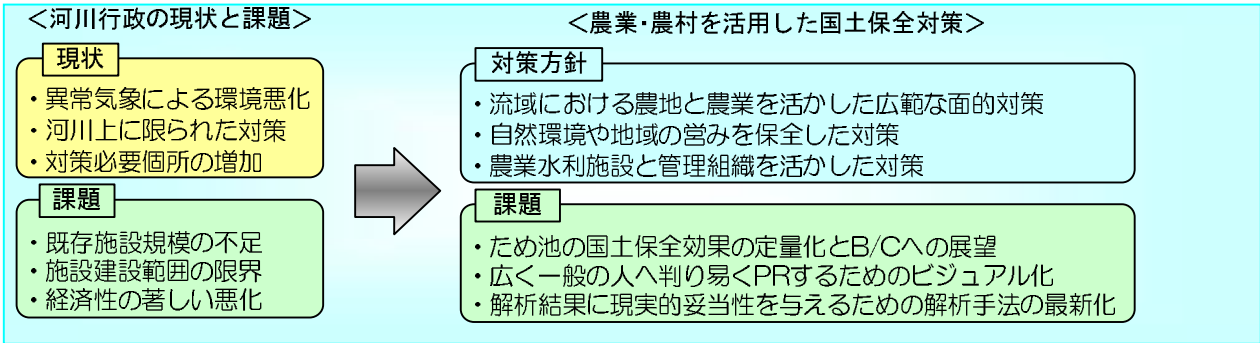 <河川行政の現状と課題>
現状
・異常気象による環境悪化
・河川上に限られた対策
・対策必要個所の増加
課題
・既存施設規模の不足
・施設建設範囲の限界
・経済性の著しい悪化
<農業・農村を活用した国土保全対策>
対策方針
・流域における農地と農業を活かした広範な面的対策
・自然環境や地域の営みを保全した対策
・農業水利施設と管理組織を活かした対策
課題
・ため池の国土保全効果の定量化とB/Cへの展望
・広く一般の人へ判り易くPRするためのビジュアル化
・解析結果に現実的妥当性を与えるための解析手法の最新化